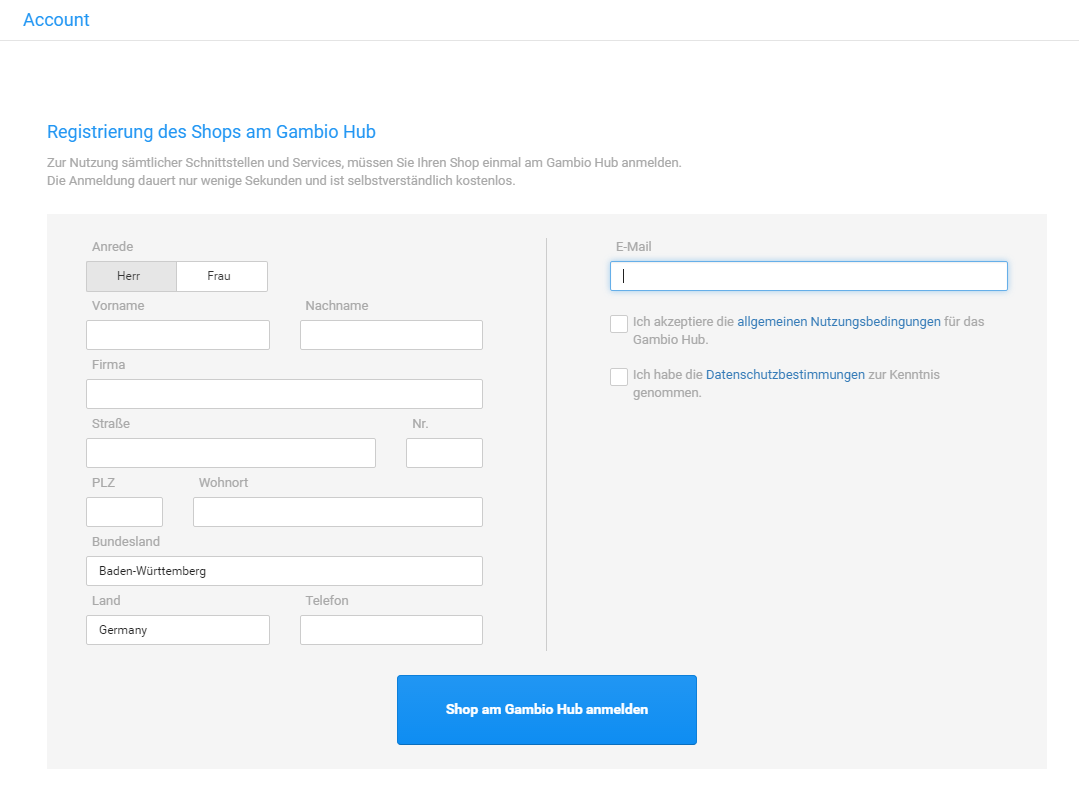 Account
Registrierung des Shops am Gambio Hub
Zur Nutzung sämtlicher Schnittstellen und Services, müssen Sie Ihren Shop einmal am Gambio Hub anmelden.
Die Anmeldung dauert nur wenige Sekunden und ist selbstverständlich kostenlos.
Anrede
Herr Frau
Vorname Nachname
Firma
Straße Nr.
PLZ Wohnort
Bundesland
Baden-Württemberg
Land Telefon
Germany
E-Mail
Ich akzeptiere die allgemeinen Nutzungsbedingungen für das
Gambio Hub.
Ich habe die Datenschutzbestimmungen zur Kenntnis
genommen.
Shop am Gambio Hub anmelden